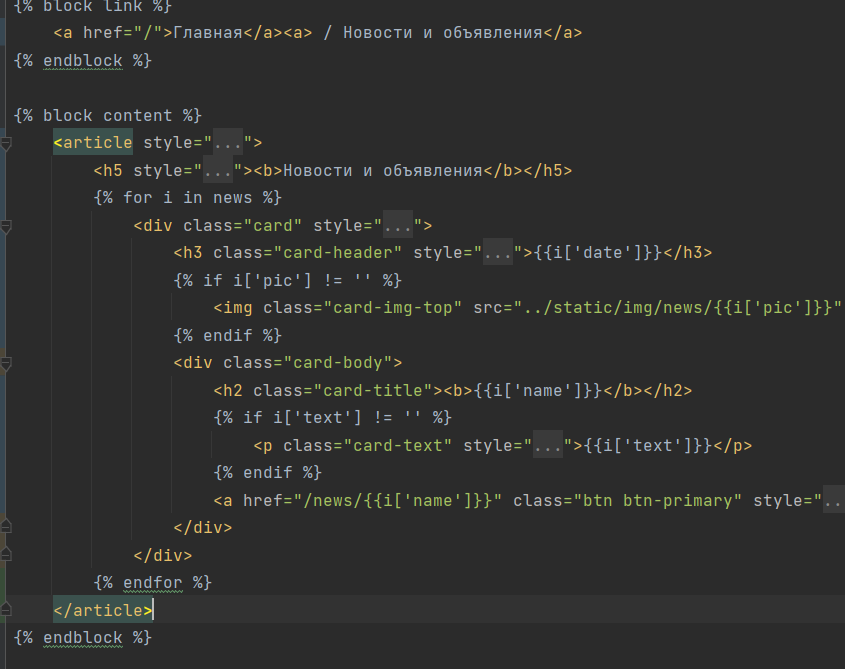 {% block link %}
<a href="/">Главная</a><a> / Новости и объявления</a>
{% endblock %}
{% block content %}
<article style="...">
<h5 style="..."><b>Новости и объявления</b></h5>
{% for i in news %}
<div class="card" style="...">
<h3 class="card-header" style="...">{{i['date']}}</h3>
{% if i['pic'] != '' %}
<img class="card-img-top" src="../static/img/news/{{i['pic']}}"
{% endif %}
<div class="card-body">
<h2 class="card-title"><b>{{i['name']}}</b></h2>
{% if i['text'] != '' %}
<p class="card-text" style="...">{{i['text']}}</p>
{% endif %}
<a href="/news/{{i['name']}}" class="btn btn-primary" style="..
</div>
</div>
{% endfor %}
</article>
{% endblock %}